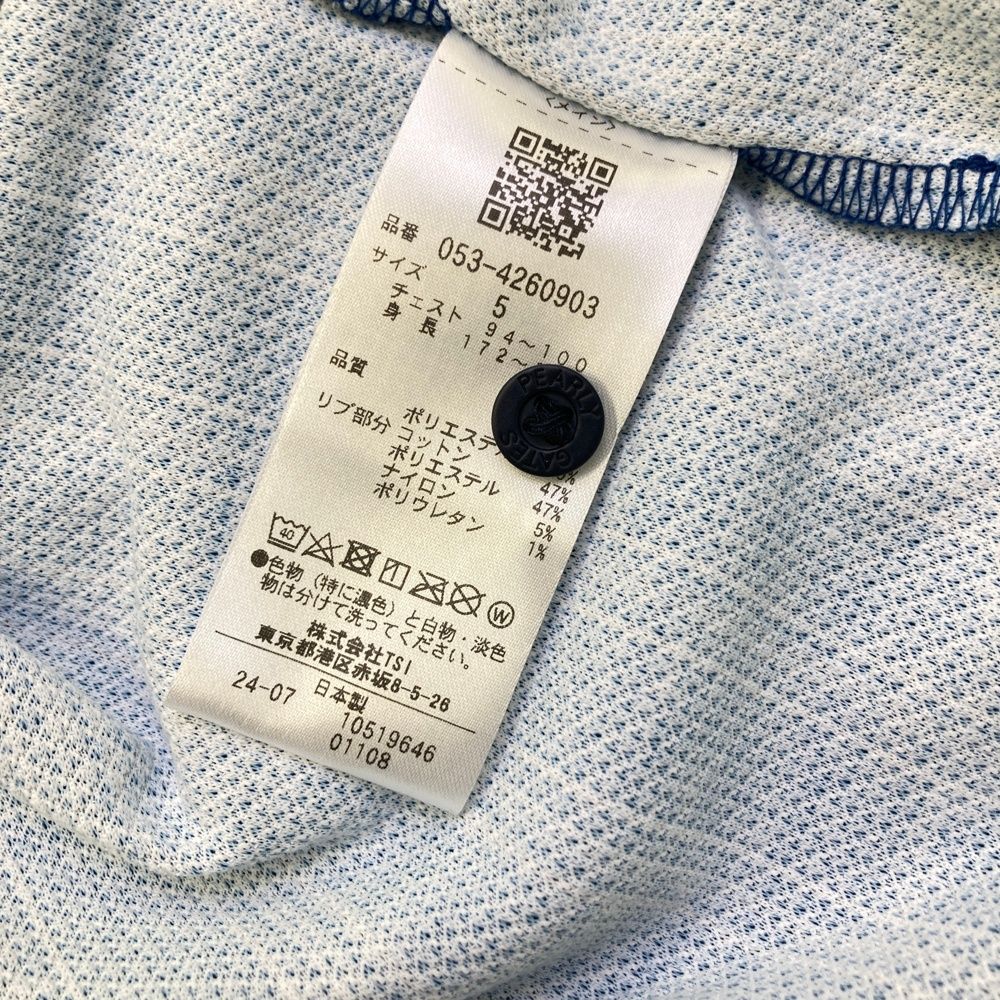 〈メイン〉
品番 053-4260903
サイズ 5
チェスト 94～100
身長 172～
品質
ポリエステ
リブ部分 コットン 47%
ポリエステル 47%
ナイロン 5%
ポリウレタン 1%
PEARLY
GATES
40
W
●色物（特に濃色）と白物・淡色
物は分けて洗ってください。
株式会社TSI
東京都港区赤坂8-5-26
24-07 日本製
10519646
01108